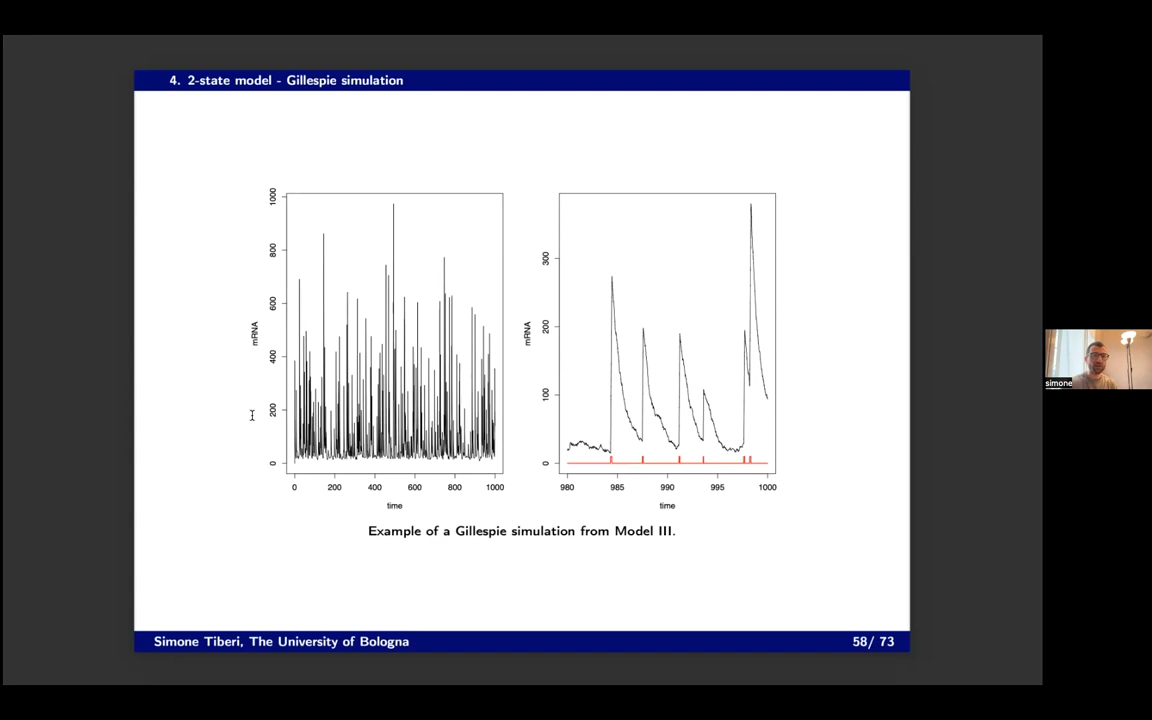 4. 2-state model - Gillespie simulation
1000
800
600
400
200
0
mRNA
0 200 400 600 800 1000
time
300
200
100
0
mRNA
980 985 990 995 1000
time
Example of a Gillespie simulation from Model III.
Simone Tiberi, The University of Bologna 58/ 73
simone